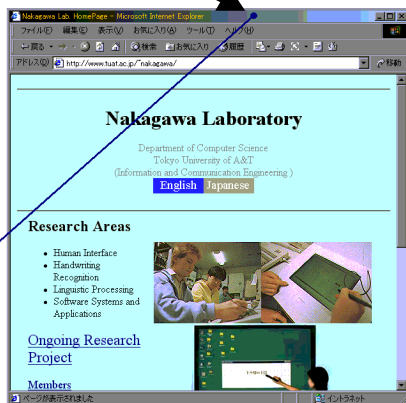 Nakagawa Lab. HomePage - Microsoft Internet Explorer
ファイル(F) 編集(E) 表示(V) お気に入り(A) ツール(T) ヘルプ(H)
戻る 検索 お気に入り 履歴
アドレス(D) http://www.tuat.ac.jp/~nakagawa/ 移動
Nakagawa Laboratory
Department of Computer Science
Tokyo University of A&T
(Information and Communication Engineering )
English Japanese
Research Areas
Human Interface
Handwriting
Recognition
Linguistic Processing
Software Systems and
Applications
Ongoing Research
Project
Members
ページが表示されました イントラネット